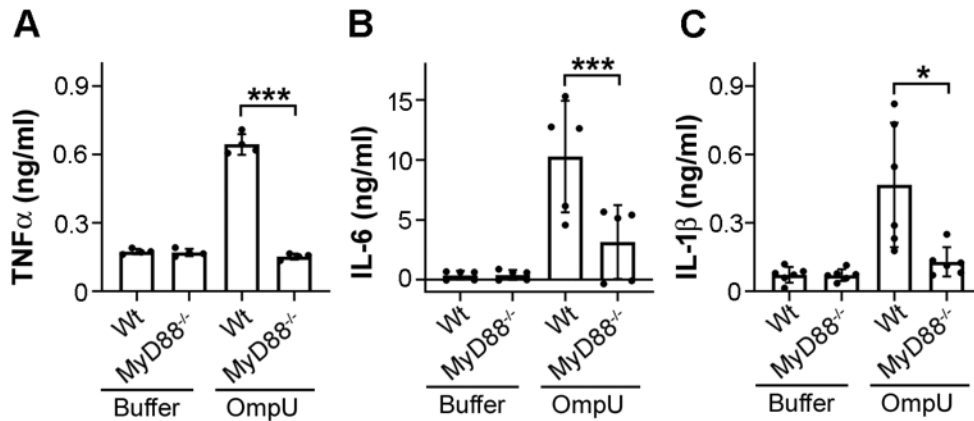 A
TNFα (ng/ml)
0.9
0.6
0.3
0
***
Wt
MyD88-/-
Wt
MyD88-/-
Buffer
OmpU
B
IL-6 (ng/ml)
15
10
5
0
***
Wt
MyD88-/-
Wt
MyD88-/-
Buffer
OmpU
C
IL-1β (ng/ml)
0.9
0.6
0.3
0
*
Wt
MyD88-/-
Wt
MyD88-/-
Buffer
OmpU